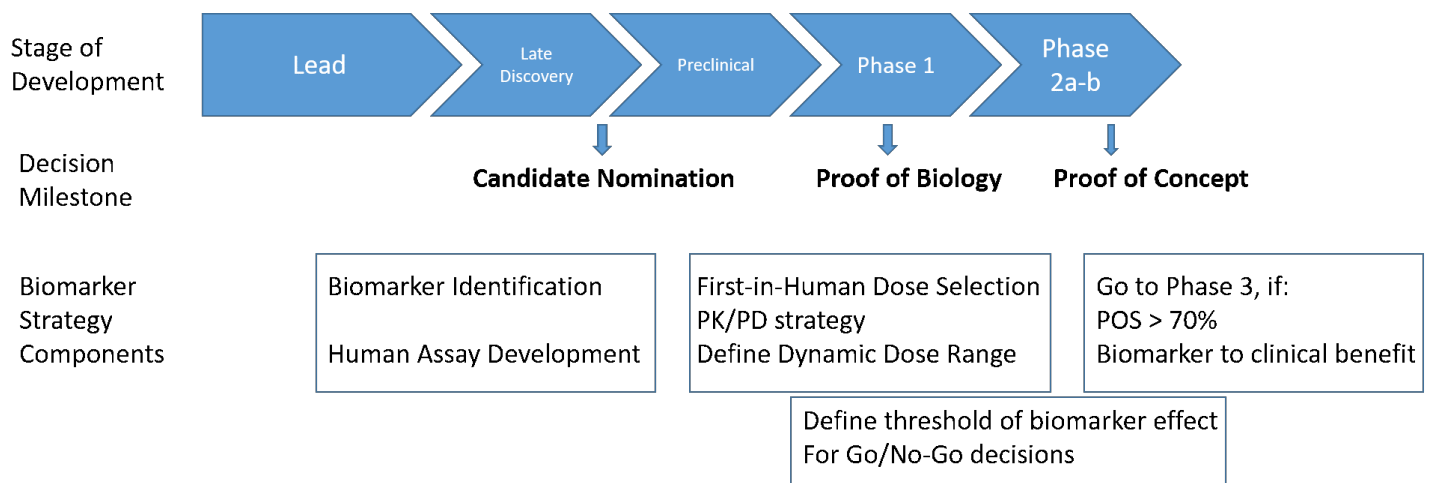 Stage of
Development
Lead
Late
Discovery
Preclinical
Phase 1
Phase
2a-b
Decision
Milestone
Candidate Nomination
Proof of Biology
Proof of Concept
Biomarker
Strategy
Components
Biomarker Identification
Human Assay Development
First-in-Human Dose Selection
PK/PD strategy
Define Dynamic Dose Range
Go to Phase 3, if:
POS > 70%
Biomarker to clinical benefit
Define threshold of biomarker effect
For Go/No-Go decisions